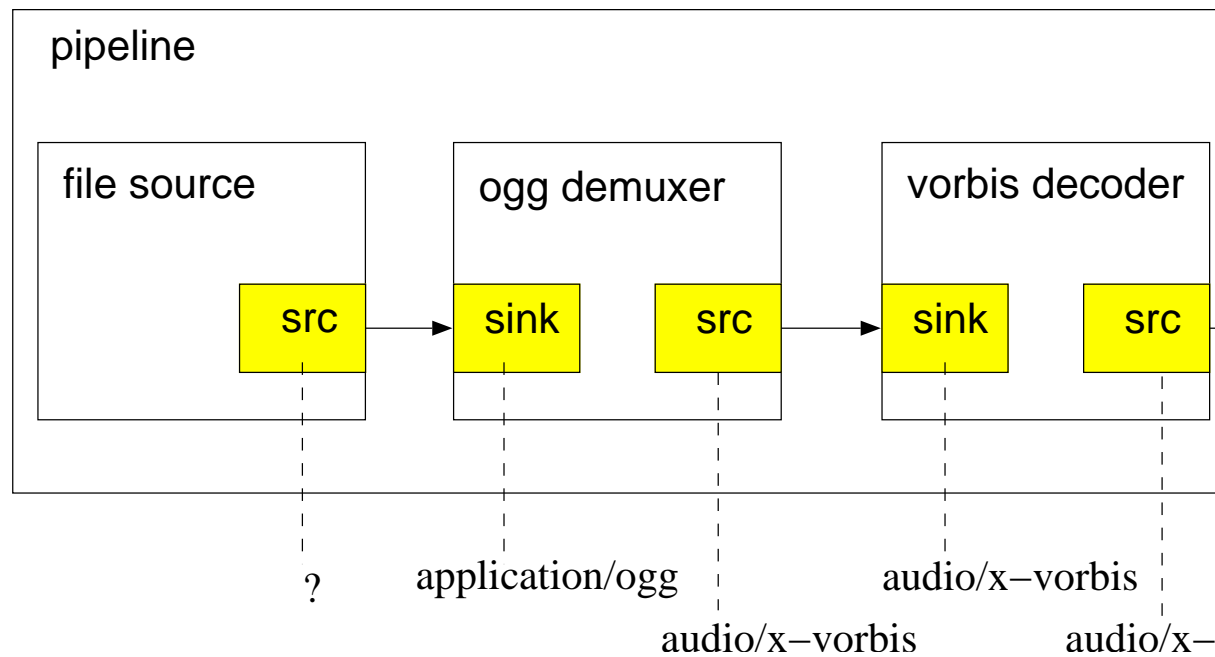 pipeline
file source
ogg demuxer
vorbis decoder
src
sink
src
sink
src
?
application/ogg
audio/x−vorbis
audio/x−vorbis
audio/x−